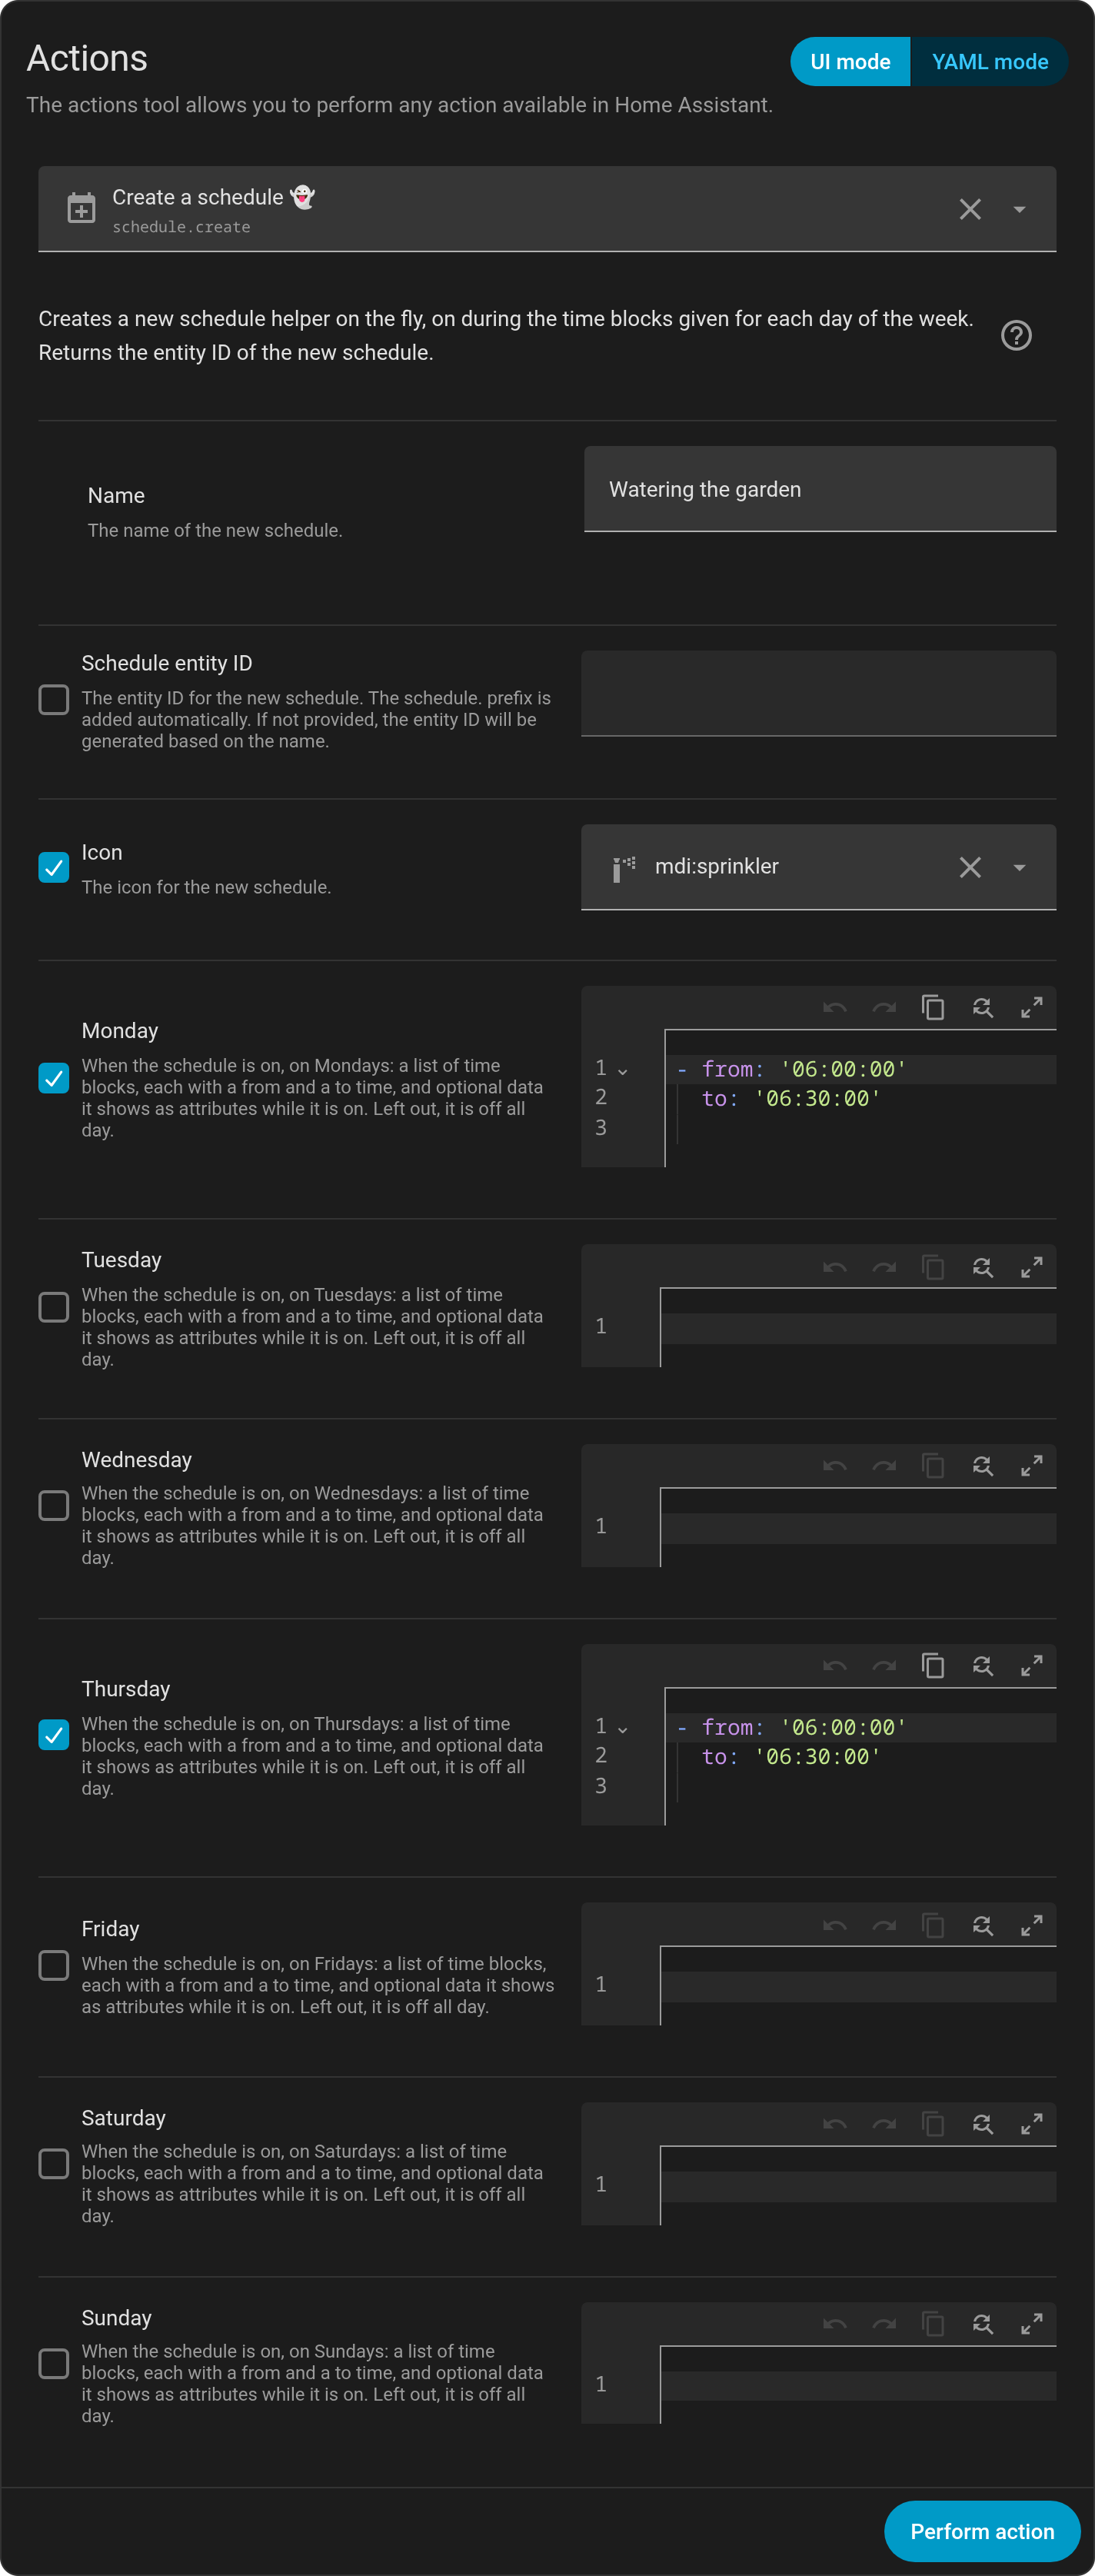 Actions
UI mode
YAML mode
The actions tool allows you to perform any action available in Home Assistant.
Create a schedule 👻
schedule.create
Creates a new schedule helper on the fly, on during the time blocks given for each day of the week.
Returns the entity ID of the new schedule.
Name
The name of the new schedule.
Watering the garden
Schedule entity ID
The entity ID for the new schedule. The schedule. prefix is
added automatically. If not provided, the entity ID will be
generated based on the name.
Icon
The icon for the new schedule.
mdi:sprinkler
Monday
When the schedule is on, on Mondays: a list of time
blocks, each with a from and a to time, and optional data
it shows as attributes while it is on. Left out, it is off all
day.
1 - from: '06:00:00'
2 to: '06:30:00'
3
Tuesday
When the schedule is on, on Tuesdays: a list of time
blocks, each with a from and a to time, and optional data
it shows as attributes while it is on. Left out, it is off all
day.
1
Wednesday
When the schedule is on, on Wednesdays: a list of time
blocks, each with a from and a to time, and optional data
it shows as attributes while it is on. Left out, it is off all
day.
1
Thursday
When the schedule is on, on Thursdays: a list of time
blocks, each with a from and a to time, and optional data
it shows as attributes while it is on. Left out, it is off all
day.
1 - from: '06:00:00'
2 to: '06:30:00'
3
Friday
When the schedule is on, on Fridays: a list of time blocks,
each with a from and a to time, and optional data it shows
as attributes while it is on. Left out, it is off all day.
1
Saturday
When the schedule is on, on Saturdays: a list of time
blocks, each with a from and a to time, and optional data
it shows as attributes while it is on. Left out, it is off all
day.
1
Sunday
When the schedule is on, on Sundays: a list of time
blocks, each with a from and a to time, and optional data
it shows as attributes while it is on. Left out, it is off all
day.
1
Perform action